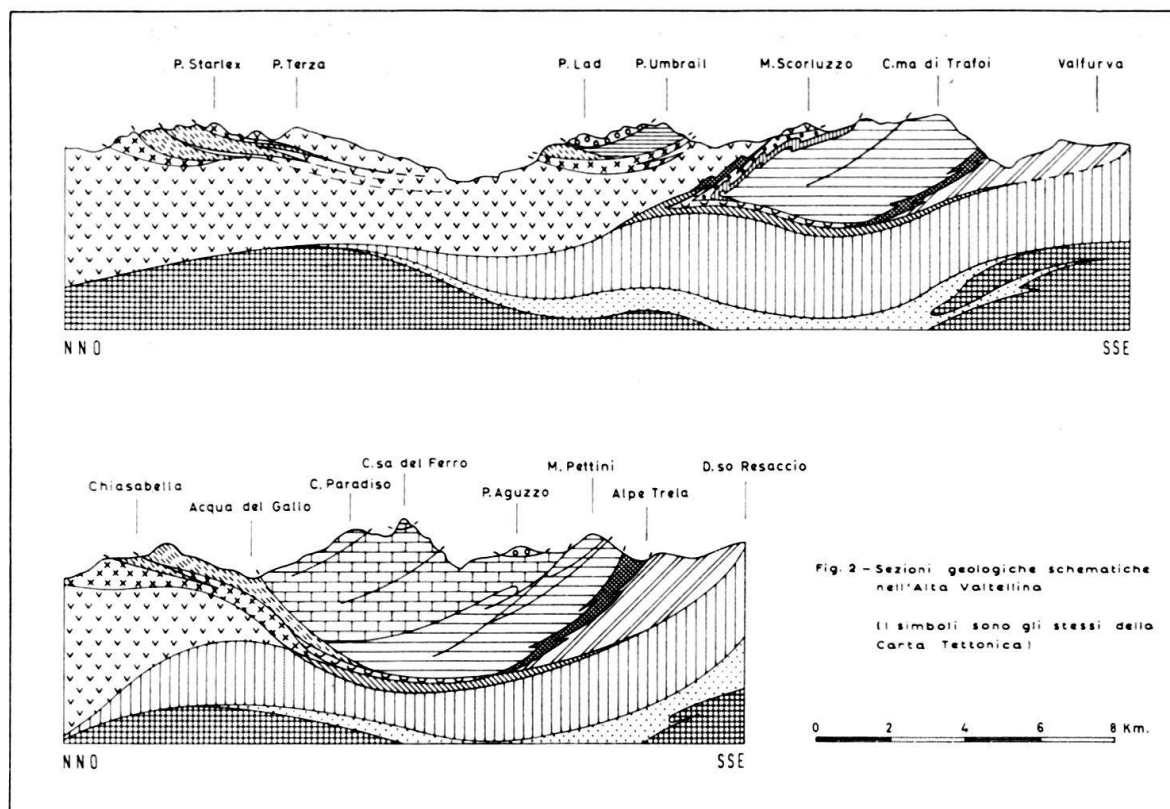 P. Starlex P. Terza P. Lad P. Umbrail M. Scorluzzo C.ma di Trafoi Valfurva
NNO SSE
Chiasabella Acqua del Gallo C. Paradiso C.sa del Ferro P. Aguzzo M. Pettini Alpe Trela D.so Resaccio
Fig. 2 – Sezioni geologiche schematiche
nell'Alta Valtellina
(I simboli sono gli stessi della
Carta Tettonica)
0 2 4 6 8 Km.
NNO SSE